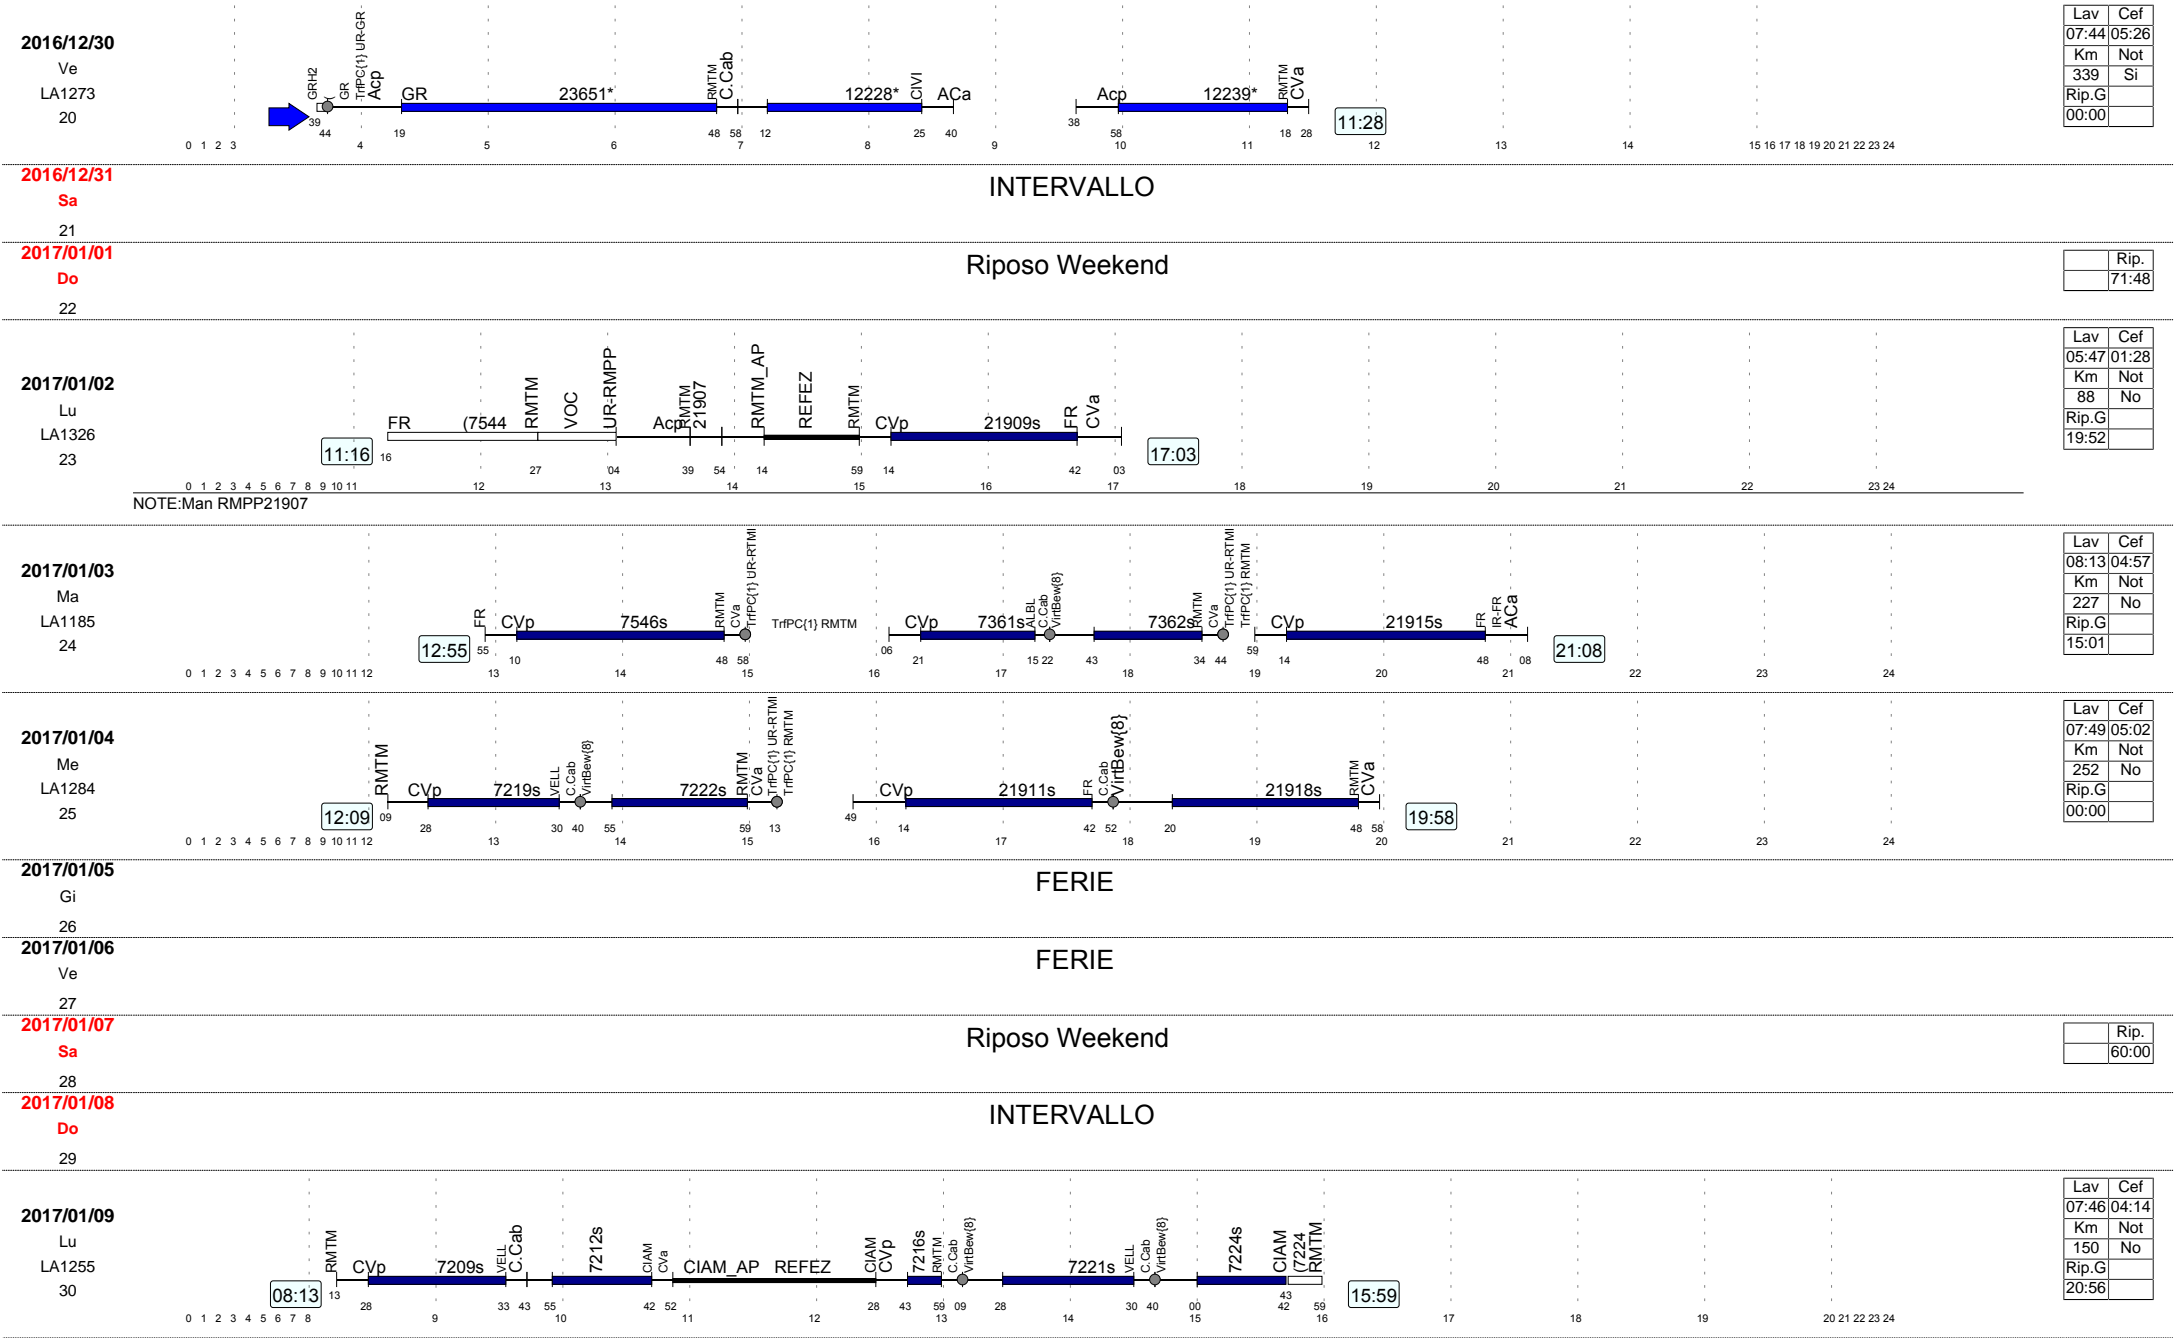 2016/12/30
Ve
LA1273
20
GRH2
GR
TrfPC{1} UR-GR
Acp
GR 23651* RMTM C.Cab 12228* CIVI ACa Acp 12239* RMTM CVa
39 44 19 48 58 12 25 40 38 58 18 28
11:28
0 1 2 3 4 5 6 7 8 9 10 11 12 13 14 15 16 17 18 19 20 21 22 23 24
Lav Cef
07:44 05:26
Km Not
339 Si
Rip.G
00:00
2016/12/31
Sa
21
INTERVALLO
2017/01/01
Do
22
Riposo Weekend
Rip.
71:48
2017/01/02
Lu
LA1326
23
11:16
FR (7544 RMTM VOC UR-RMPP Acp RMTM 21907 RMTM_AP REFEZ RMTM CVp 21909s FR CVa
16 27 04 39 54 14 59 14 42 03
17:03
0 1 2 3 4 5 6 7 8 9 10 11 12 13 14 15 16 17 18 19 20 21 22 23 24
NOTE:Man RMPP21907
Lav Cef
05:47 01:28
Km Not
88 No
Rip.G
19:52
2017/01/03
Ma
LA1185
24
12:55
FR CVp 7546s RMTM CVa TrfPC{1} UR-RTMI TrfPC{1} RMTM CVp 7361s ALBL C.Cab VirtBew{8} 7362s RMTM CVa TrfPC{1} UR-RTMI TrfPC{1} RMTM CVp 21915s FR IR-FR ACa
55 10 48 58 06 21 15 22 43 34 44 59 14 48 08
21:08
0 1 2 3 4 5 6 7 8 9 10 11 12 13 14 15 16 17 18 19 20 21 22 23 24
Lav Cef
08:13 04:57
Km Not
227 No
Rip.G
15:01
2017/01/04
Me
LA1284
25
12:09
RMTM CVp 7219s VELL C.Cab VirtBew{8} 7222s RMTM CVa TrfPC{1} UR-RTMI TrfPC{1} RMTM CVp 21911s FR C.Cab VirtBew{8} 21918s RMTM CVa
09 28 30 40 55 59 13 49 14 42 52 20 48 58
19:58
0 1 2 3 4 5 6 7 8 9 10 11 12 13 14 15 16 17 18 19 20 21 22 23 24
Lav Cef
07:49 05:02
Km Not
252 No
Rip.G
00:00
2017/01/05
Gi
26
FERIE
2017/01/06
Ve
27
FERIE
2017/01/07
Sa
28
Riposo Weekend
Rip.
60:00
2017/01/08
Do
29
INTERVALLO
2017/01/09
Lu
LA1255
30
08:13
RMTM CVp 7209s VELL C.Cab 7212s CIAM CVa CIAM_AP REFEZ CIAM CVp 7216s RMTM C.Cab VirtBew{8} 7221s VELL C.Cab VirtBew{8} 7224s CIAM (7224 RMTM
13 28 33 43 55 42 52 28 43 59 09 28 30 40 00 43 42 59
15:59
0 1 2 3 4 5 6 7 8 9 10 11 12 13 14 15 16 17 18 19 20 21 22 23 24
Lav Cef
07:46 04:14
Km Not
150 No
Rip.G
20:56